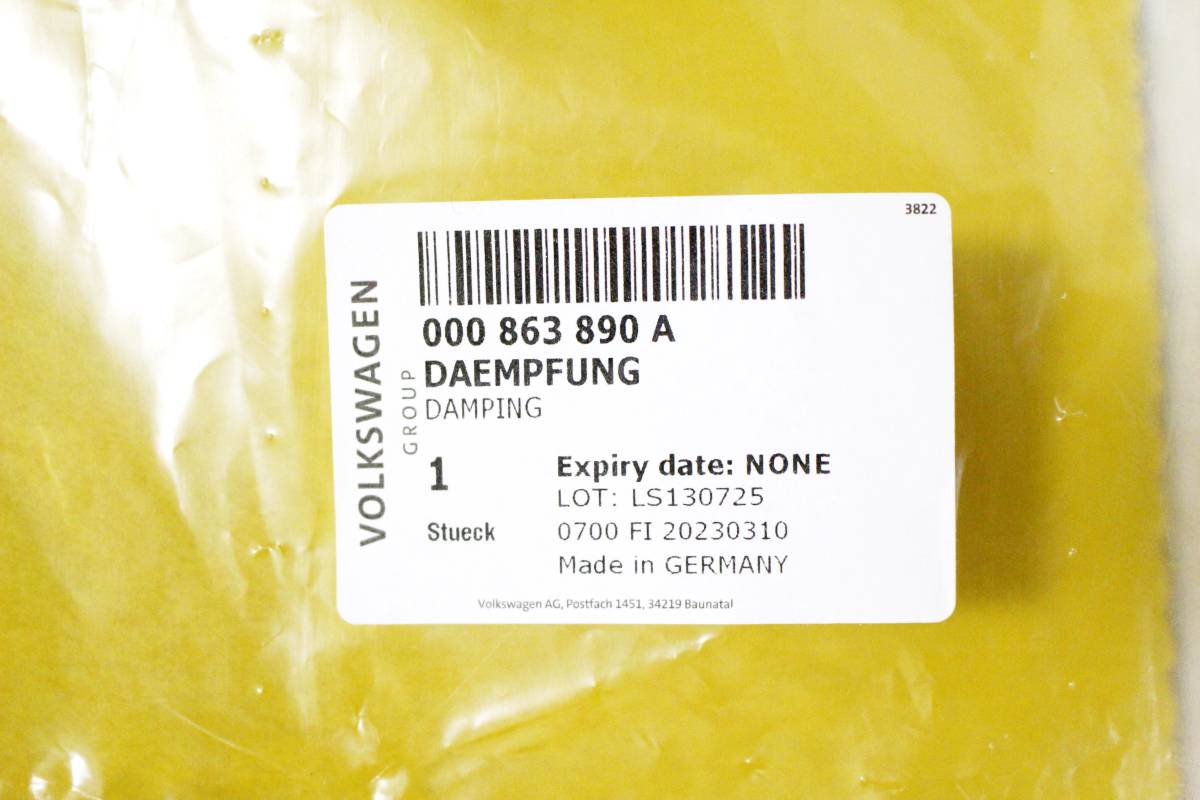 3822
VOLKSWAGEN
GROUP
000 863 890 A
DAEMPFUNG
DAMPING
1
Stueck
Expiry date: NONE
LOT: LS130725
0700 FI 20230310
Made in GERMANY
Volkswagen AG, Postfach 1451, 34219 Baunatal